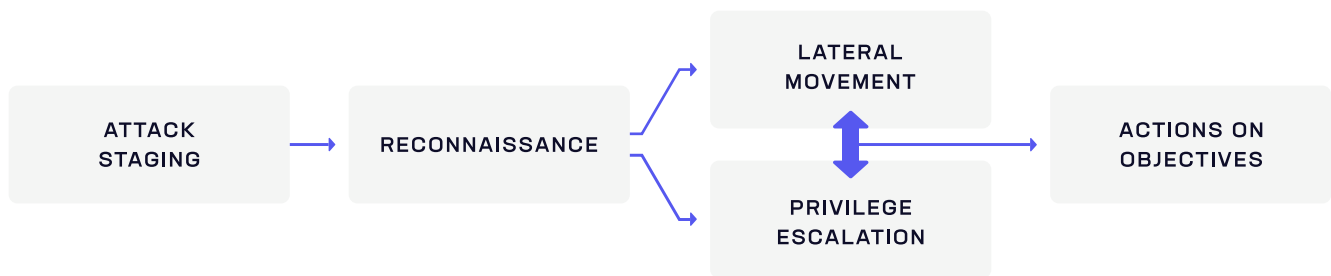 ATTACK
STAGING
RECONNAISSANCE
LATERAL
MOVEMENT
PRIVILEGE
ESCALATION
ACTIONS ON
OBJECTIVES